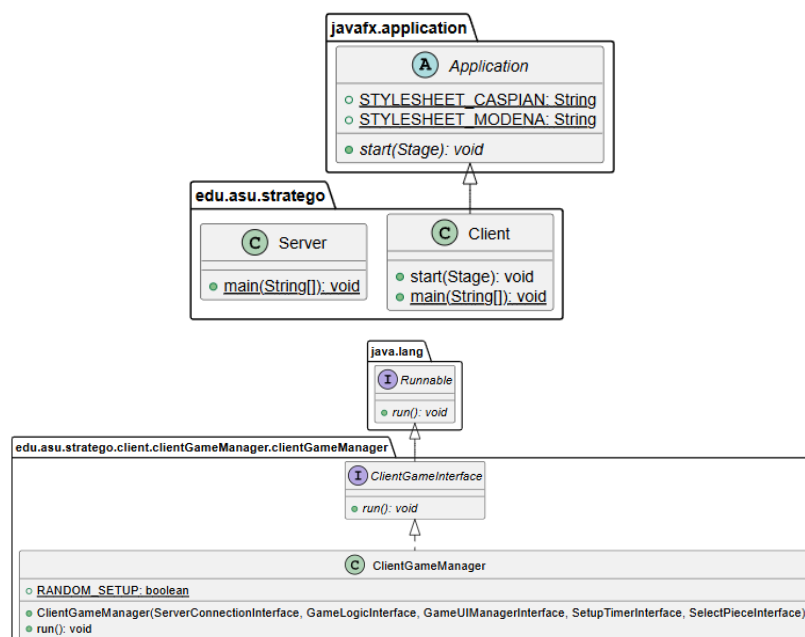 javafx.application
A Application
STYLESHEET_CASPIAN: String
STYLESHEET_MODENA: String
start(Stage): void
edu.asu.stratego
C Server
main(String[]): void
C Client
start(Stage): void
main(String[]): void
java.lang
I Runnable
run(): void
edu.asu.stratego.client.clientGameManager.clientGameManager
I ClientGameInterface
run(): void
C ClientGameManager
RANDOM_SETUP: boolean
ClientGameManager(ServerConnectionInterface, GameLogicInterface, GameUIManagerInterface, SetupTimerInterface, SelectPieceInterface)
run(): void